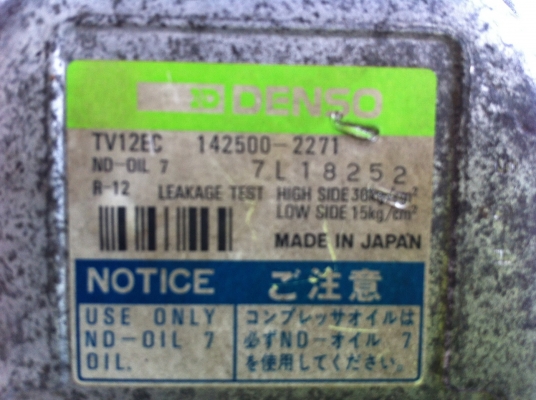 DENSO
TV12EC 142500-2271
ND-OIL 7 7L18252
R-12 LEAKAGE TEST HIGH SIDE 30kg/cm²
LOW SIDE 15kg/cm²
MADE IN JAPAN
NOTICE ご注意
USE ONLY
ND-OIL 7
OIL.
コンプレッサオイルは
必ずND-オイル 7
を使用してください。